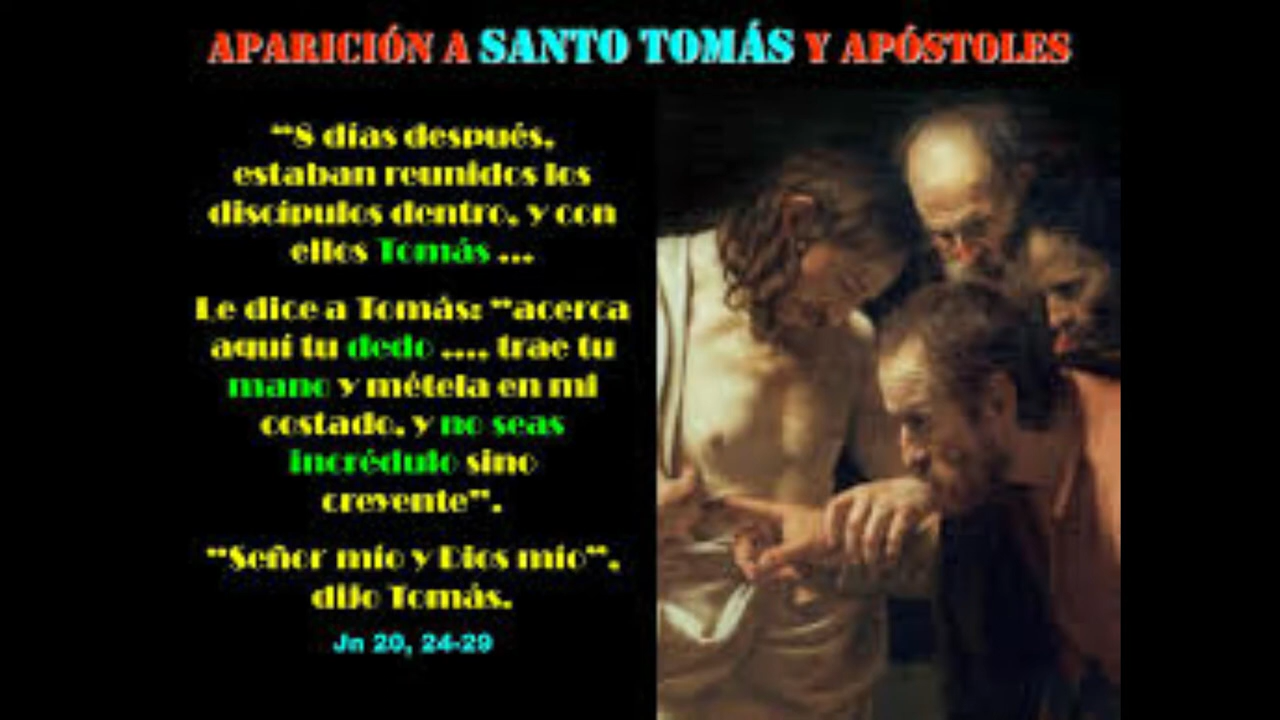 APARICIÓN A SANTO TOMÁS Y APÓSTOLES
"8 días después,
estaban reunidos los
discípulos dentro, y con
ellos Tomás ...
Le dice a Tomás: "acerca
aquí tu dedo ...., trae tu
mano y métela en mi
costado, y no seas
incrédulo sino
creyente".
"Señor mío y Dios mío",
dijo Tomás.
Jn 20, 24-29